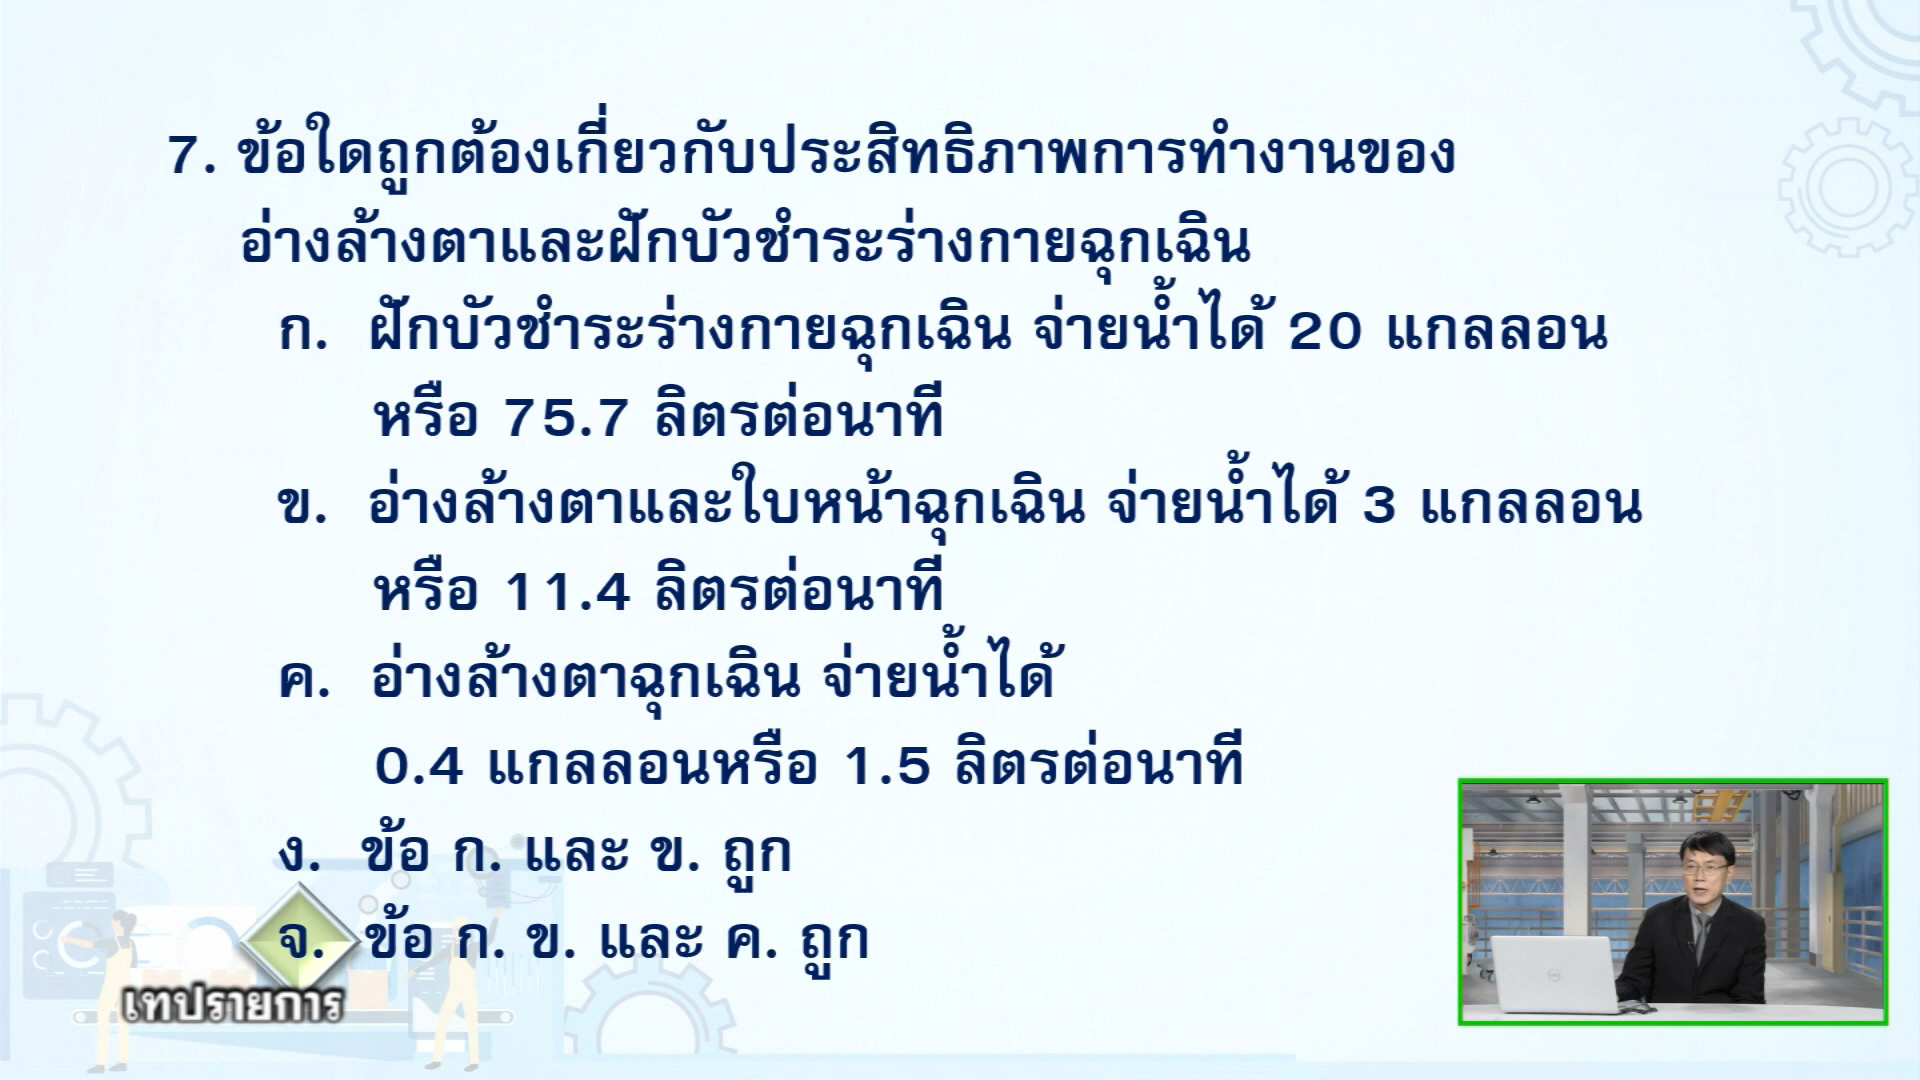 7. ข้อใดถูกต้องเกี่ยวกับประสิทธิภาพการทำงานของ
อ่างล้างตาและฝักบัวชำระร่างกายฉุกเฉิน
ก. ฝักบัวชำระร่างกายฉุกเฉิน จ่ายน้ำได้ 20 แกลลอน
หรือ 75.7 ลิตรต่อนาที
ข. อ่างล้างตาและใบหน้าฉุกเฉิน จ่ายน้ำได้ 3 แกลลอน
หรือ 11.4 ลิตรต่อนาที
ค. อ่างล้างตาฉุกเฉิน จ่ายน้ำได้
0.4 แกลลอนหรือ 1.5 ลิตรต่อนาที
ง. ข้อ ก. และ ข. ถูก
จ. ข้อ ก. ข. และ ค. ถูก
เทปรายการ